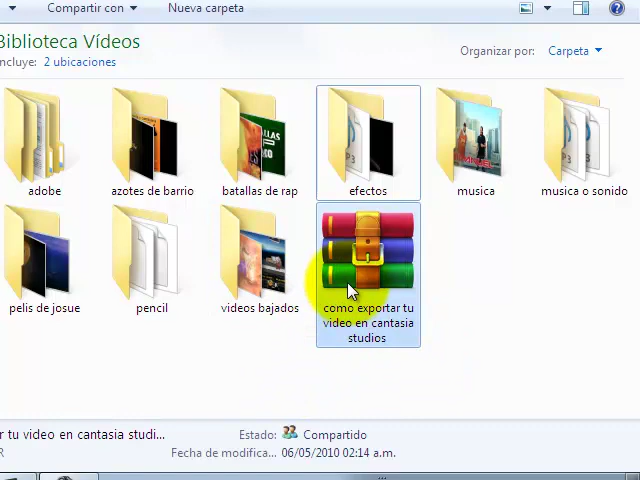 Compartir con
Nueva carpeta
Biblioteca Vídeos
ncluye: 2 ubicaciones
Organizar por: Carpeta
adobe
azotes de barrio
batallas de rap
efectos
musica
musica o sonido
pelis de josue
pencil
videos bajados
como exportar tu
video en cantasia
studios
r tu video en cantasia studi...
Estado: Compartido
R
Fecha de modifica... 06/05/2010 02:14 a.m.